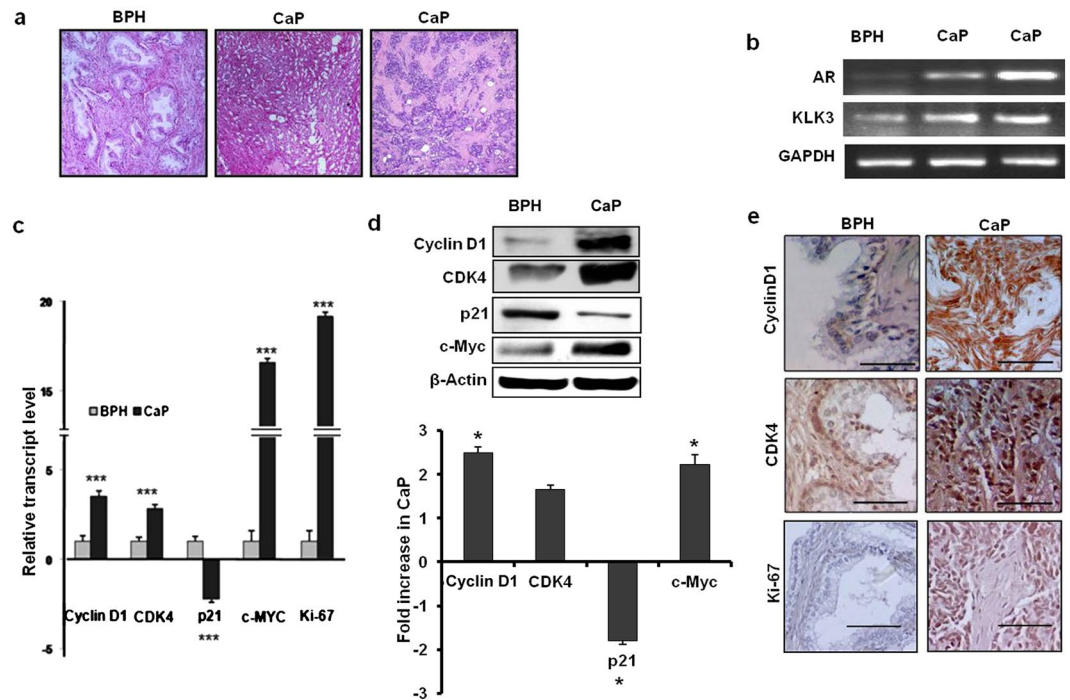 a
BPH
CaP
CaP
b
BPH
CaP
CaP
AR
KLK3
GAPDH
c
Relative transcript level
20
15
5
0
-5
BPH
CaP
***
***
***
***
***
Cyclin D1
CDK4
p21
c-MYC
Ki-67
d
BPH
CaP
Cyclin D1
CDK4
p21
c-Myc
β-Actin
Fold increase in CaP
3
2
1
0
-1
-2
-3
*
*
Cyclin D1
CDK4
p21
*
c-Myc
e
BPH
CaP
CyclinD1
CDK4
Ki-67